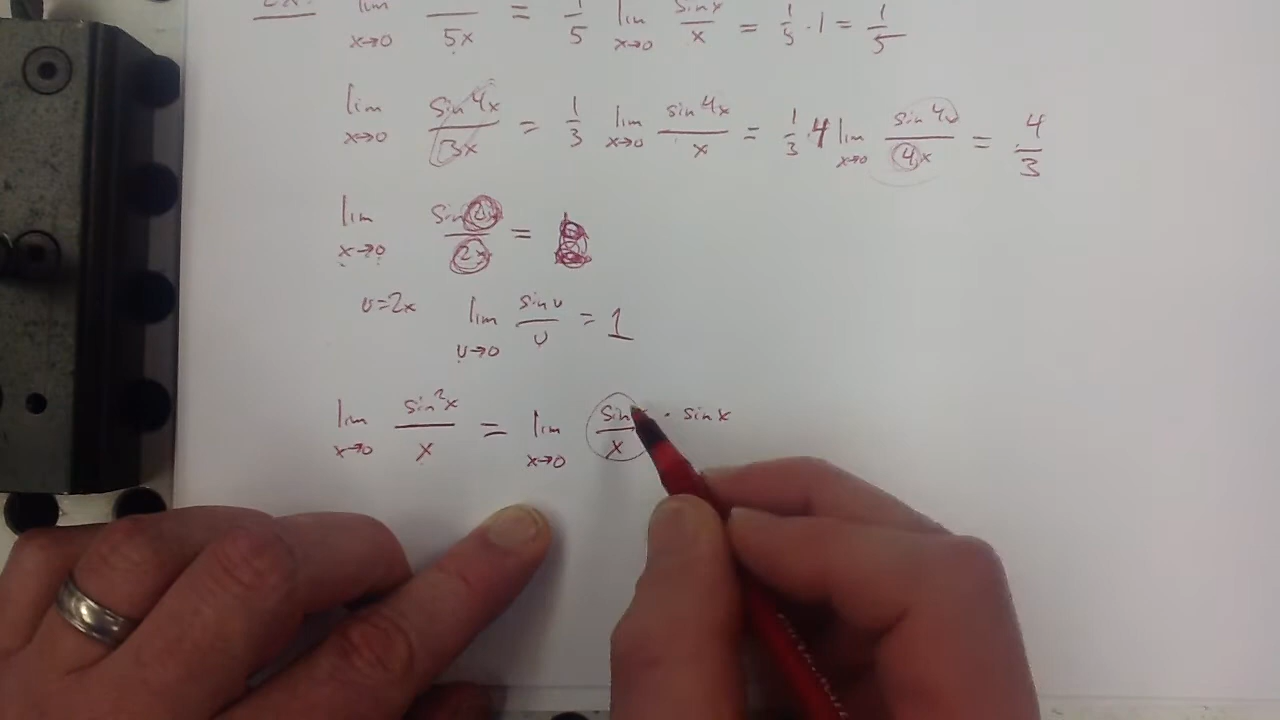 Ex: lim x→0 5x = 1/5 lim x→0 sin x / x = 1/5 · 1 = 1/5
lim x→0 sin 4x / 3x = 1/3 lim x→0 sin 4x / x = 1/3 · 4 lim x→0 sin 4x / 4x = 4/3
lim x→0 sin 2x / 2x =
u=2x lim u→0 sin u / u = 1
lim x→0 sin²x / x = lim x→0 sin x / x · sin x